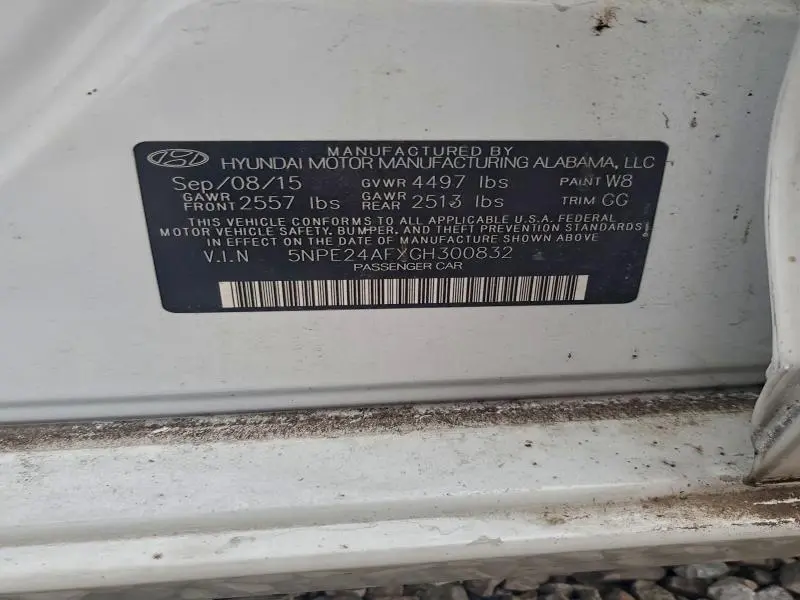 MANUFACTURED BY
HYUNDAI MOTOR MANUFACTURING ALABAMA, LLC
Sep/08/15 GVWR 4497 lbs PAINT W8
GAWR FRONT 2557 lbs GAWR REAR 2513 lbs TRIM GG
THIS VEHICLE CONFORMS TO ALL APPLICABLE U.S.A. FEDERAL
MOTOR VEHICLE SAFETY, BUMPER, AND THEFT PREVENTION STANDARDS
IN EFFECT ON THE DATE OF MANUFACTURE SHOWN ABOVE
V.I.N 5NPE24AFXGH300832
PASSENGER CAR